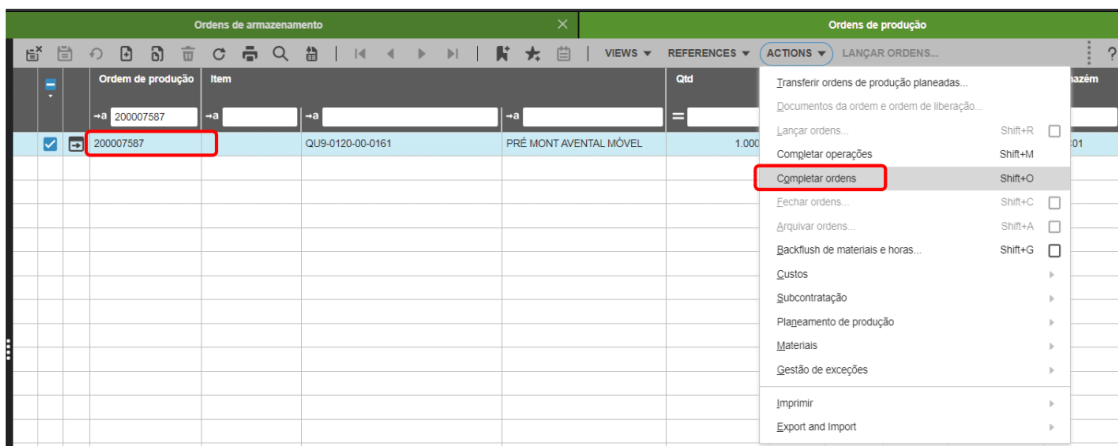 Ordens de armazenamento
Ordens de produção
VIEWS REFERENCES ACTIONS LANÇAR ORDENS... ?
Ordem de produção Item Qtd azém
200007587
200007587 QU9-0120-00-0161 PRÉ MONT AVENTAL MÓVEL 1.000 01
Transferir ordens de produção planeadas...
Documentos da ordem e ordem de liberação...
Lançar ordens... Shift+R
Completar operações Shift+M
Completar ordens Shift+O
Fechar ordens... Shift+C
Arquivar ordens... Shift+A
Backflush de materiais e horas... Shift+G
Custos
Subcontratação
Planeamento de produção
Materiais
Gestão de exceções
Imprimir
Export and Import